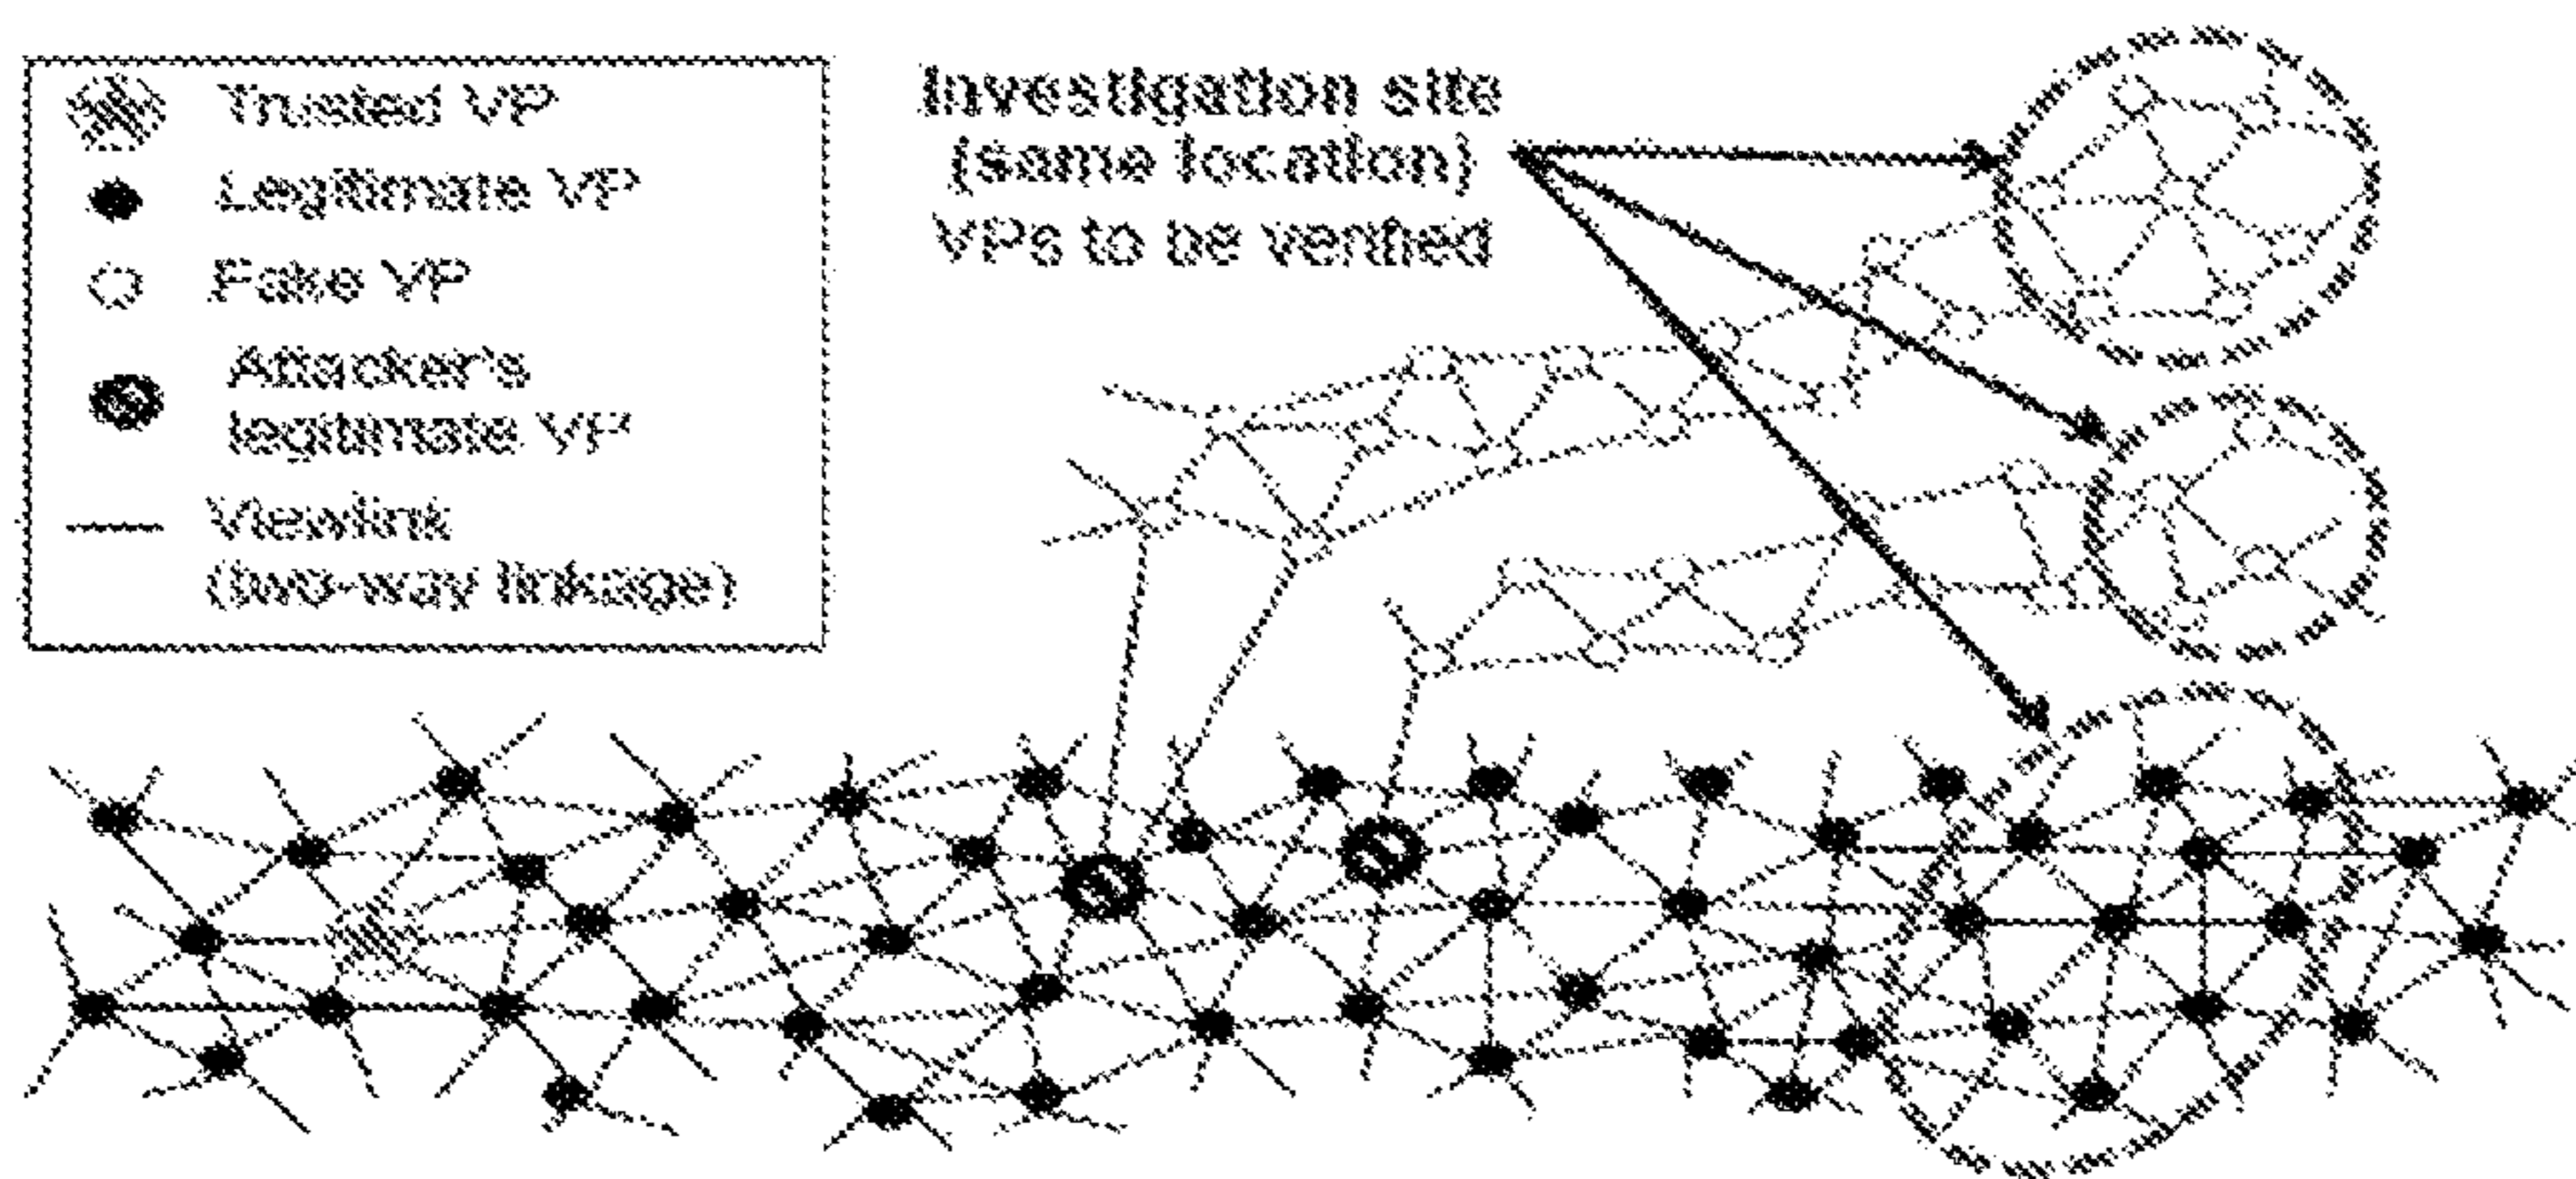 Trusted VP
Legitimate VP
Fake VP
Attacker's
legitimate VP
Viewlink
(two-way linkage)
Investigation site
(same location)
VPs to be verified